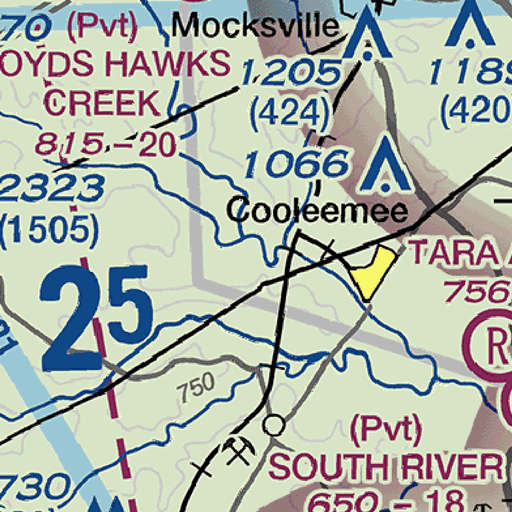 70 (Pvt)
Mocksville
OYDS HAWKS
CREEK
815-20
1205
(424)
118
(420
1066
2323
(1505)
Cooleemee
TARA
756
25
R
750
(Pvt)
SOUTH RIVER
650 - 18
730